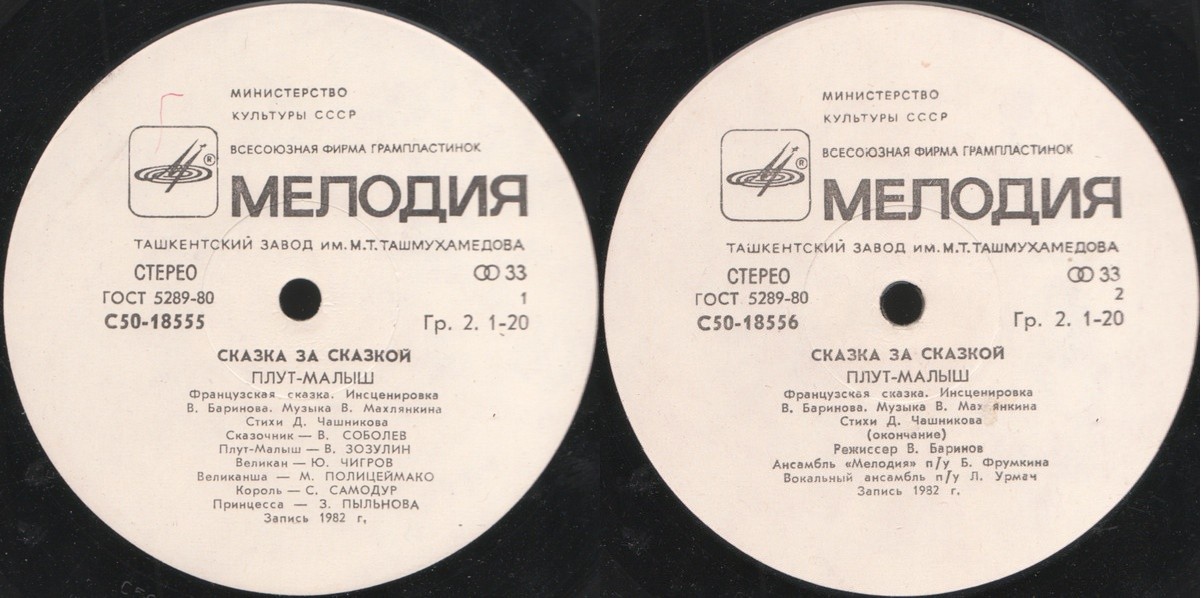 МИНИСТЕРСТВО
КУЛЬТУРЫ СССР
ВСЕСОЮЗНАЯ ФИРМА ГРАМПЛАСТИНОК
®
МЕЛОДИЯ
ТАШКЕНТСКИЙ ЗАВОД ИМ. М.Т. ТАШМУХАМЕДОВА
СТЕРЕО 33
ГОСТ 5289-80 1
С50-18555 Гр. 2. 1-20
СКАЗКА ЗА СКАЗКОЙ
ПЛУТ-МАЛЫШ
Французская сказка. Инсценировка
В. Баринова. Музыка В. Махлянкина
Стихи Д. Чашникова
Сказочник — В. СОБОЛЕВ
Плут-Малыш — В. ЗОЗУЛИН
Великан — Ю. ЧИГРОВ
Великанша — М. ПОЛИЦЕЙМАКО
Король — С. САМОДУР
Принцесса — З. ПЫЛЬНОВА
Запись 1982 г,
МИНИСТЕРСТВО
КУЛЬТУРЫ СССР
ВСЕСОЮЗНАЯ ФИРМА ГРАМПЛАСТИНОК
®
МЕЛОДИЯ
ТАШКЕНТСКИЙ ЗАВОД ИМ. М.Т. ТАШМУХАМЕДОВА
СТЕРЕО 33
ГОСТ 5289-80 2
С50-18556 Гр. 2. 1-20
СКАЗКА ЗА СКАЗКОЙ
ПЛУТ-МАЛЫШ
Французская сказка. Инсценировка
В. Баринова. Музыка В. Махлянкина
Стихи Д. Чашникова
(окончание)
Режиссер В. Баринов
Ансамбль «Мелодия» п/у Б. Фрумкина
Вокальный ансамбль п/у Л. Урмач
Запись 1982 г.